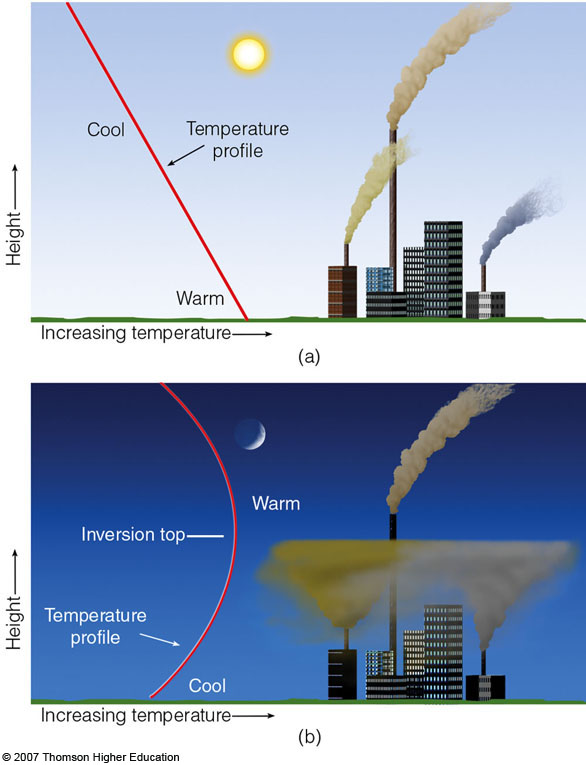 Cool
Temperature
profile
Height
Warm
Increasing temperature
(a)
Warm
Inversion top
Height
Temperature
profile
Cool
Increasing temperature
(b)
© 2007 Thomson Higher Education